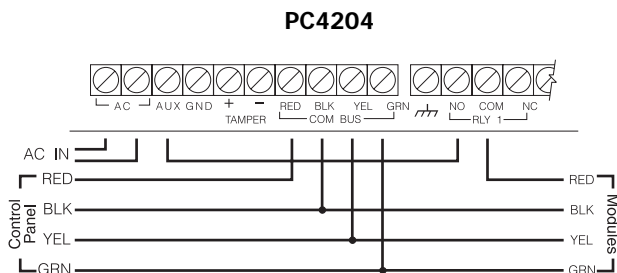 PC4204
AC AUX GND + − RED BLK YEL GRN NO COM NC
TAMPER COM BUS RLY 1
AC IN
RED RED
BLK BLK
YEL YEL
GRN GRN
Control
Panel
Modules